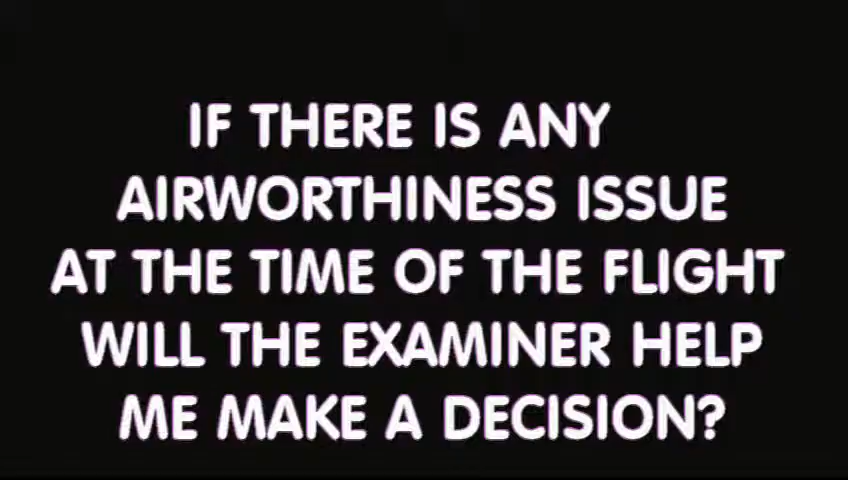 IF THERE IS ANY
AIRWORTHINESS ISSUE
AT THE TIME OF THE FLIGHT
WILL THE EXAMINER HELP
ME MAKE A DECISION?